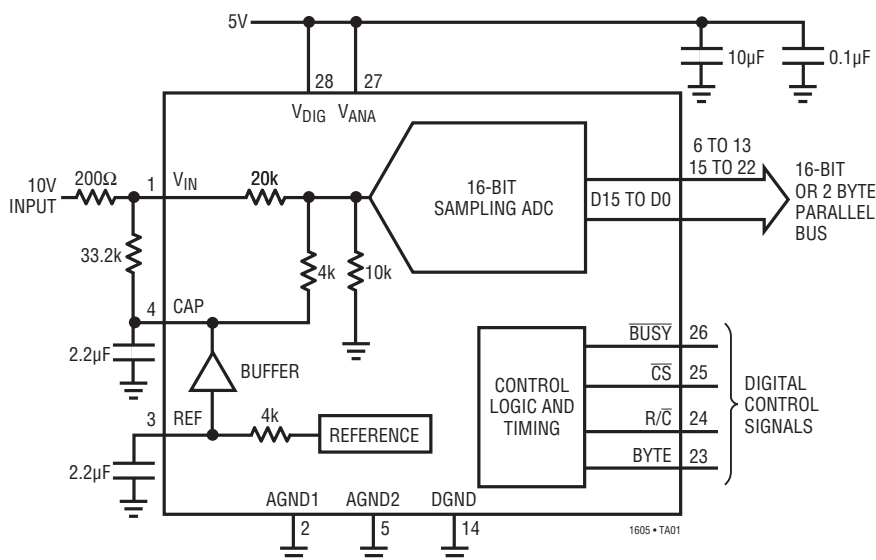 5V
10µF
0.1µF
28
27
VDIG
VANA
6 TO 13
15 TO 22
200Ω
10V
INPUT
1
VIN
20k
16-BIT
SAMPLING ADC
D15 TO D0
16-BIT
OR 2 BYTE
PARALLEL
BUS
33.2k
4k
10k
4
CAP
2.2µF
BUFFER
3
REF
4k
REFERENCE
2.2µF
CONTROL
LOGIC AND
TIMING
BUSY
26
CS
25
R/C
24
BYTE
23
DIGITAL
CONTROL
SIGNALS
AGND1
AGND2
DGND
2
5
14
1605 • TA01